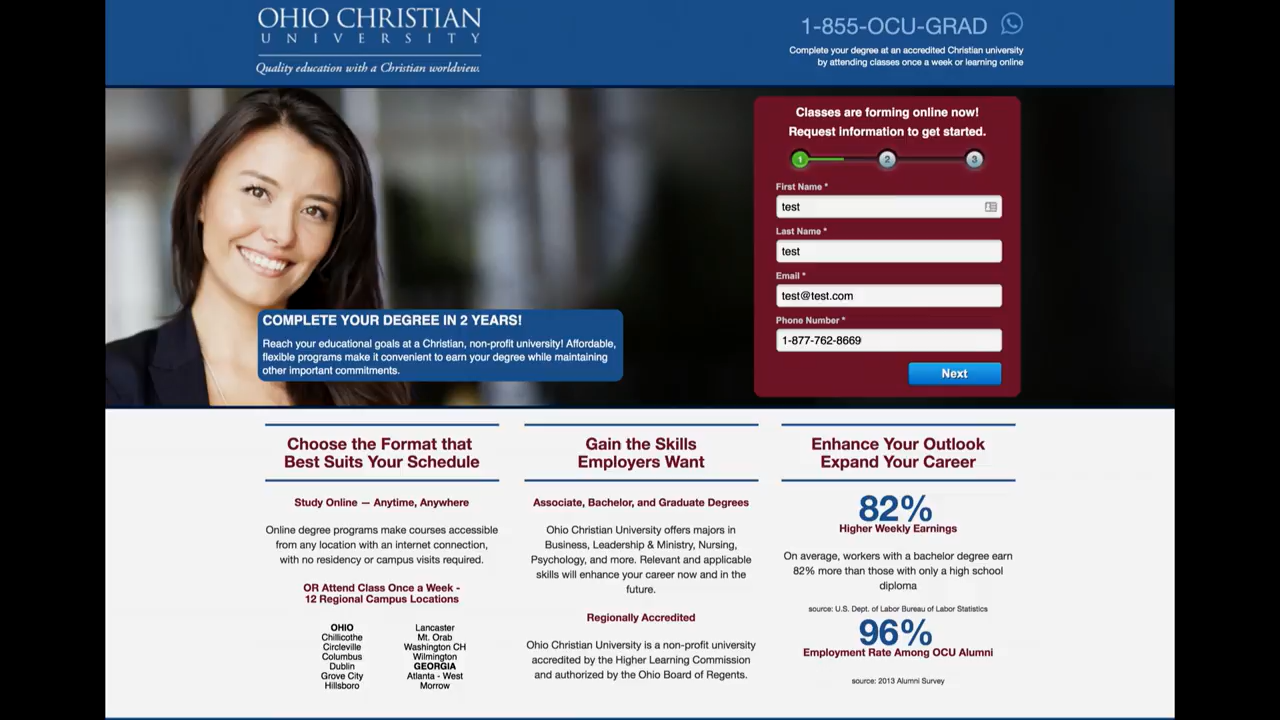 OHIO CHRISTIAN
UNIVERSITY
Quality education with a Christian worldview.
1-855-OCU-GRAD
Complete your degree at an accredited Christian university
by attending classes once a week or learning online
Classes are forming online now!
Request information to get started.
1 2 3
First Name *
test
Last Name *
test
Email *
test@test.com
Phone Number *
1-877-762-8669
Next
COMPLETE YOUR DEGREE IN 2 YEARS!
Reach your educational goals at a Christian, non-profit university! Affordable,
flexible programs make it convenient to earn your degree while maintaining
other important commitments.
Choose the Format that
Best Suits Your Schedule
Study Online — Anytime, Anywhere
Online degree programs make courses accessible
from any location with an internet connection,
with no residency or campus visits required.
OR Attend Class Once a Week -
12 Regional Campus Locations
OHIO
Chillicothe
Circleville
Columbus
Dublin
Grove City
Hillsboro
Lancaster
Mt. Orab
Washington CH
Wilmington
GEORGIA
Atlanta - West
Morrow
Gain the Skills
Employers Want
Associate, Bachelor, and Graduate Degrees
Ohio Christian University offers majors in
Business, Leadership & Ministry, Nursing,
Psychology, and more. Relevant and applicable
skills will enhance your career now and in the
future.
Regionally Accredited
Ohio Christian University is a non-profit university
accredited by the Higher Learning Commission
and authorized by the Ohio Board of Regents.
Enhance Your Outlook
Expand Your Career
82%
Higher Weekly Earnings
On average, workers with a bachelor degree earn
82% more than those with only a high school
diploma
source: U.S. Dept. of Labor Bureau of Labor Statistics
96%
Employment Rate Among OCU Alumni
source: 2013 Alumni Survey